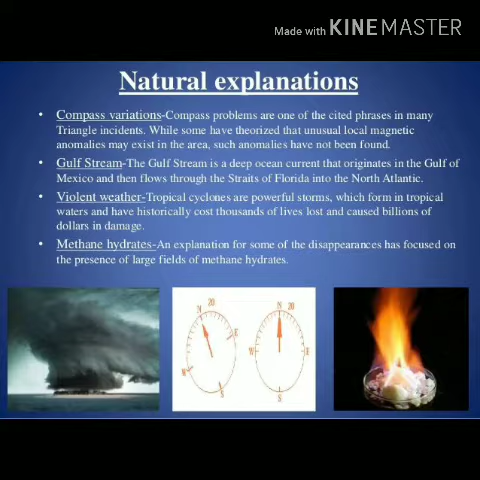 Made with KINEMASTER
Natural explanations
• Compass variations-Compass problems are one of the cited phrases in many
Triangle incidents. While some have theorized that unusual local magnetic
anomalies may exist in the area, such anomalies have not been found.
• Gulf Stream-The Gulf Stream is a deep ocean current that originates in the Gulf of
Mexico and then flows through the Straits of Florida into the North Atlantic.
• Violent weather-Tropical cyclones are powerful storms, which form in tropical
waters and have historically cost thousands of lives lost and caused billions of
dollars in damage.
• Methane hydrates-An explanation for some of the disappearances has focused on
the presence of large fields of methane hydrates.
N 20
E
W
S
N 20
W E
S